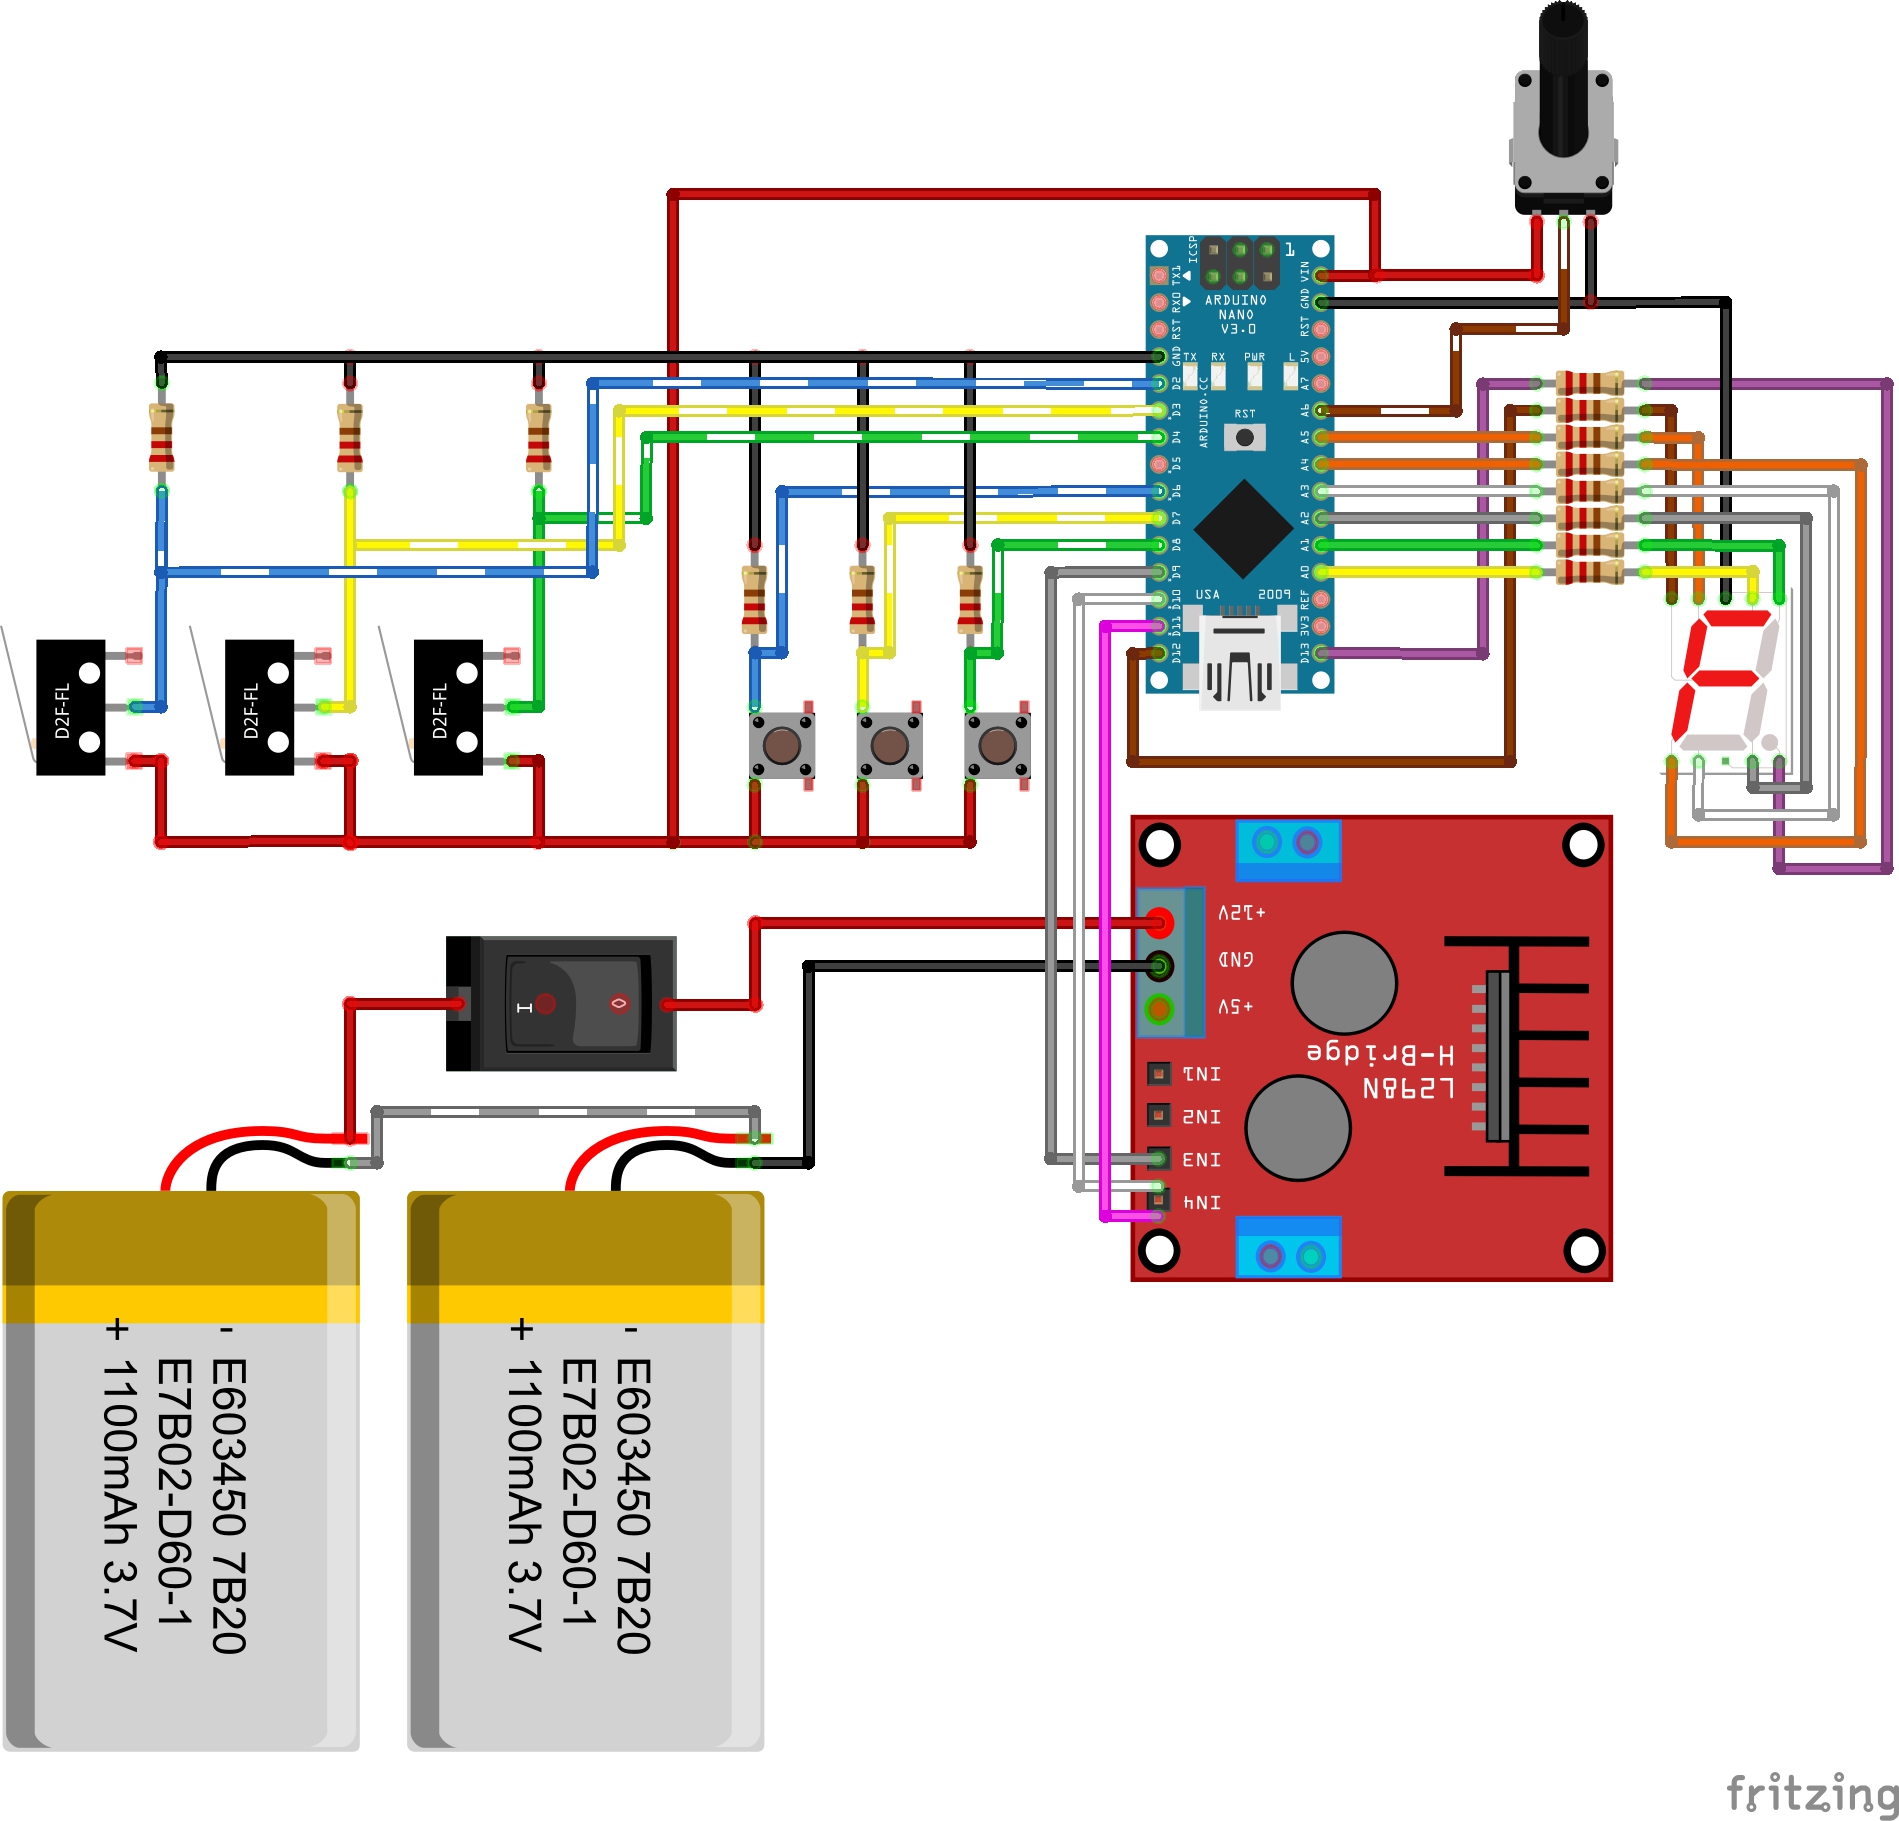 ICSP
1
TX1
RX0
RST
GND
D2
D3
D4
D5
D6
D7
D8
D9
D10
D11
D12
ARDUINO
NANO
V3.0
TX
RX
PWR
L
RST
ARDUINO.CC
USA
2009
VIN
GND
RST
5V
A7
A6
A5
A4
A3
A2
A1
A0
REF
3V3
D13
D2F-FL
D2F-FL
D2F-FL
+12V
GND
+5V
IN1
IN2
IN3
IN4
L298N
H-Bridge
I
O
- E603450 7B20
E7B02-D60-1
+ 1100mAh 3.7V
- E603450 7B20
E7B02-D60-1
+ 1100mAh 3.7V
fritzing